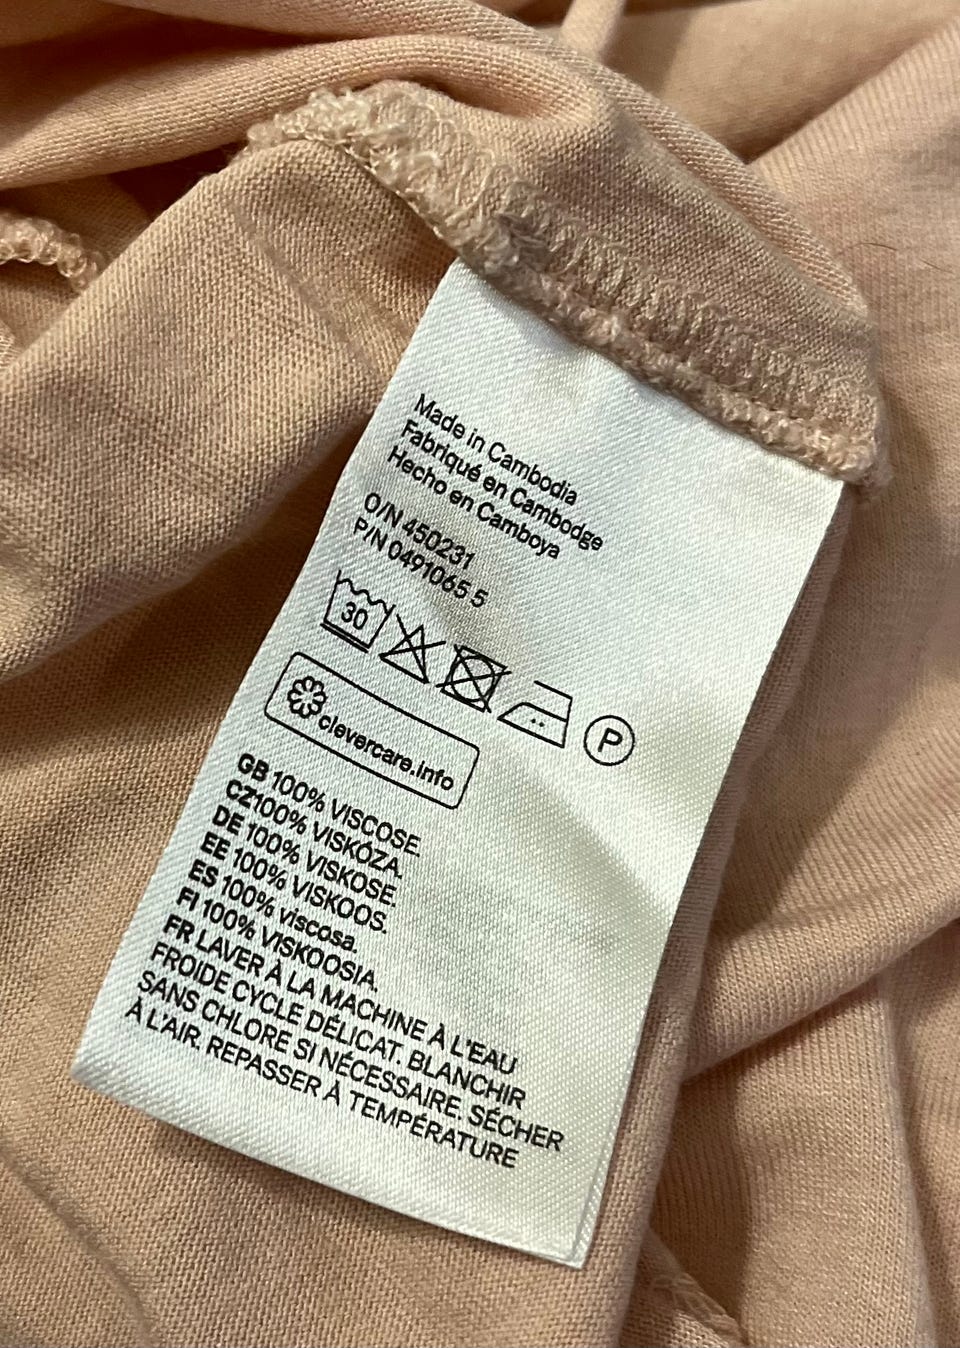 Made in Cambodia
Fabriqué en Cambodge
Hecho en Camboya
O/N 450231
P/N 0491065 5
30
P
clevercare.info
GB 100% VISCOSE.
CZ100% VISKÓZA.
DE 100% VISKOSE.
EE 100% VISKOOS.
ES 100% viscosa.
FI 100% VISKOOSIA.
FR LAVER À LA MACHINE À L'EAU
FROIDE CYCLE DÉLICAT. BLANCHIR
SANS CHLORE SI NÉCESSAIRE. SÉCHER
À L'AIR. REPASSER À TEMPÉRATURE